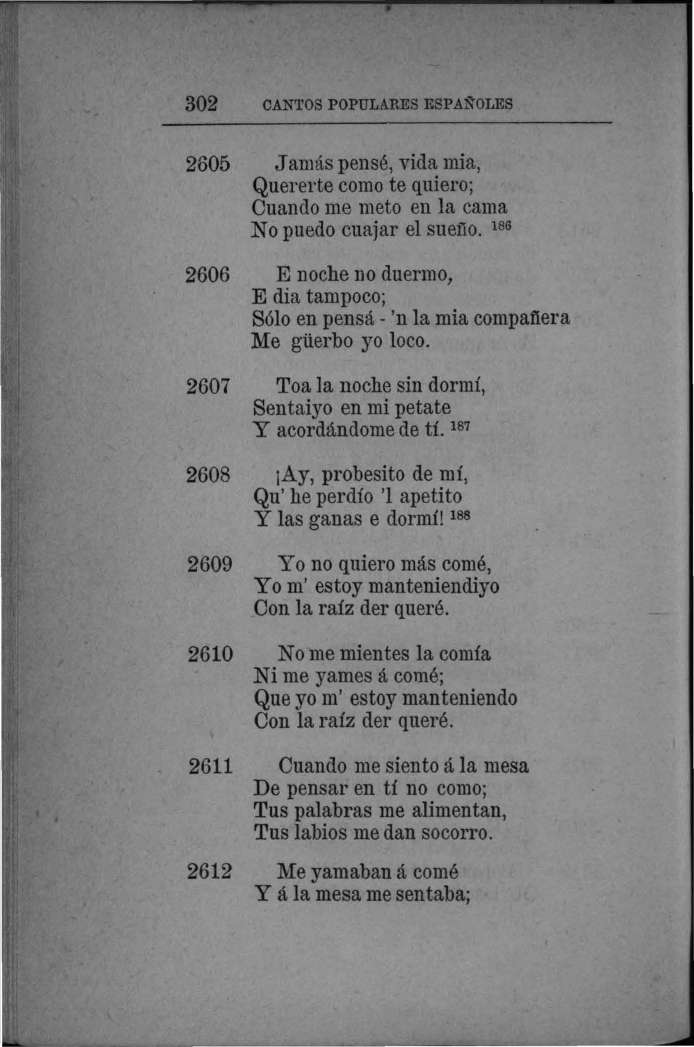 302 CANTOS POPULARES ESPAÑOLES
2605 Jamás pensé, vida mia,
Quererte como te quiero;
Cuando me meto en la cama
No puedo cuajar el sueño. 186
2606 E noche no duermo,
E dia tampoco;
Sólo en pensá - 'n la mia compañera
Me güerbo yo loco.
2607 Toa la noche sin dormí,
Sentaiyo en mi petate
Y acordándome de tí. 187
2608 ¡Ay, probesito de mí,
Qu' he perdío 'l apetito
Y las ganas e dormí! 188
2609 Yo no quiero más comé,
Yo m' estoy manteniendiyo
Con la raíz der queré.
2610 No me mientes la comía
Ni me yames á comé;
Que yo m' estoy manteniendo
Con la raíz der queré.
2611 Cuando me siento á la mesa
De pensar en tí no como;
Tus palabras me alimentan,
Tus labios me dan socorro.
2612 Me yamaban á comé
Y á la mesa me sentaba;